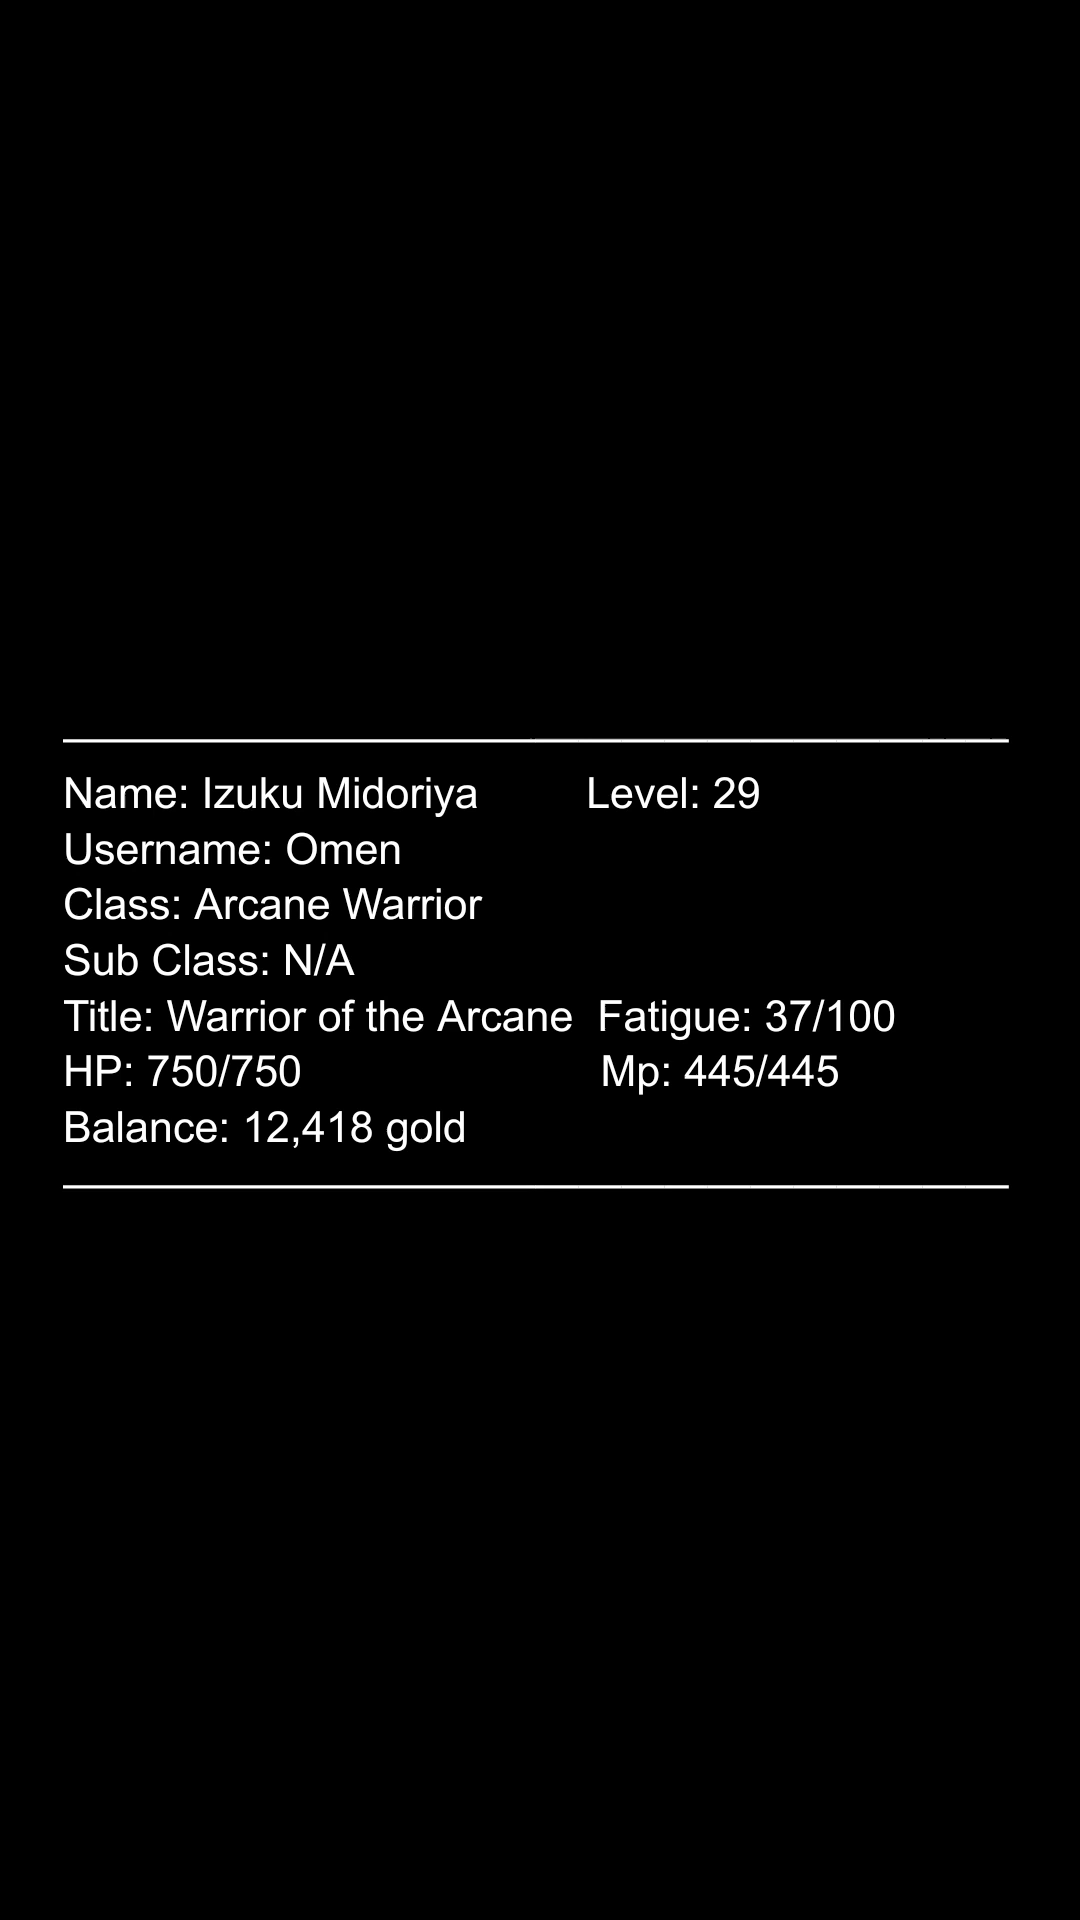 Name: Izuku Midoriya Level: 29
Username: Omen
Class: Arcane Warrior
Sub Class: N/A
Title: Warrior of the Arcane Fatigue: 37/100
HP: 750/750 Mp: 445/445
Balance: 12,418 gold